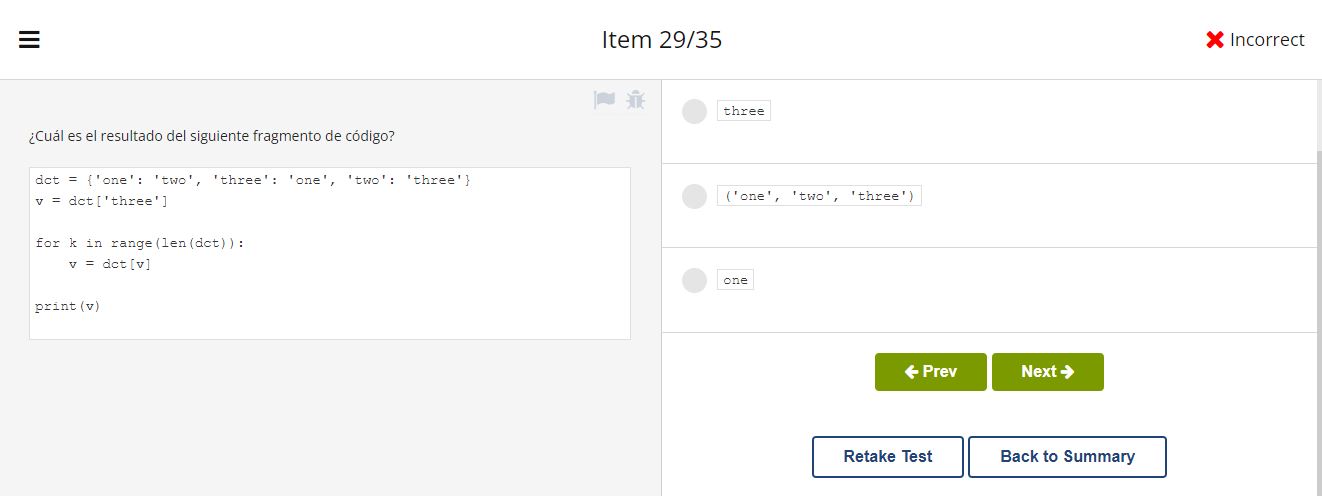 Item 29/35
Incorrect
¿Cuál es el resultado del siguiente fragmento de código?
dct = {'one': 'two', 'three': 'one', 'two': 'three'}
v = dct['three']
for k in range(len(dct)):
    v = dct[v]
print(v)
three
('one', 'two', 'three')
one
Prev
Next
Retake Test
Back to Summary